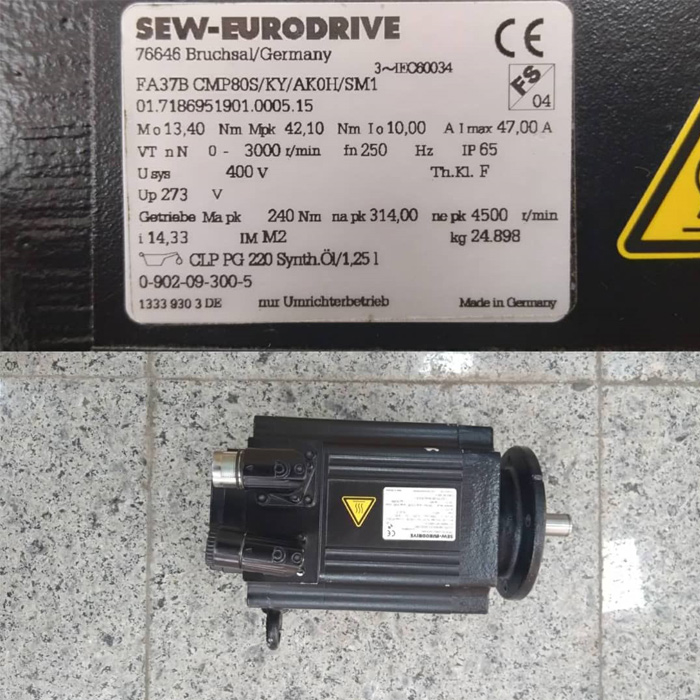 SEW-EURODRIVE
76646 Bruchsal/Germany
CE
3~IEC60034
FS
04
FA37B CMP80S/KY/AK0H/SM1
01.7186951901.0005.15
Mo 13,40 Nm Mpk 42,10 Nm Io 10,00 A Imax 47,00 A
VT nN 0 - 3000 r/min fn 250 Hz IP 65
Usys 400 V Th.Kl. F
Up 273 V
Getriebe Ma pk 240 Nm na pk 314,00 ne pk 4500 r/min
i 14,33 IM M2 kg 24.898
CLP PG 220 Synth.Öl/1,25 l
0-902-09-300-5
1333 930 3 DE nur Umrichterbetrieb Made in Germany
SEW-EURODRIVE
CE